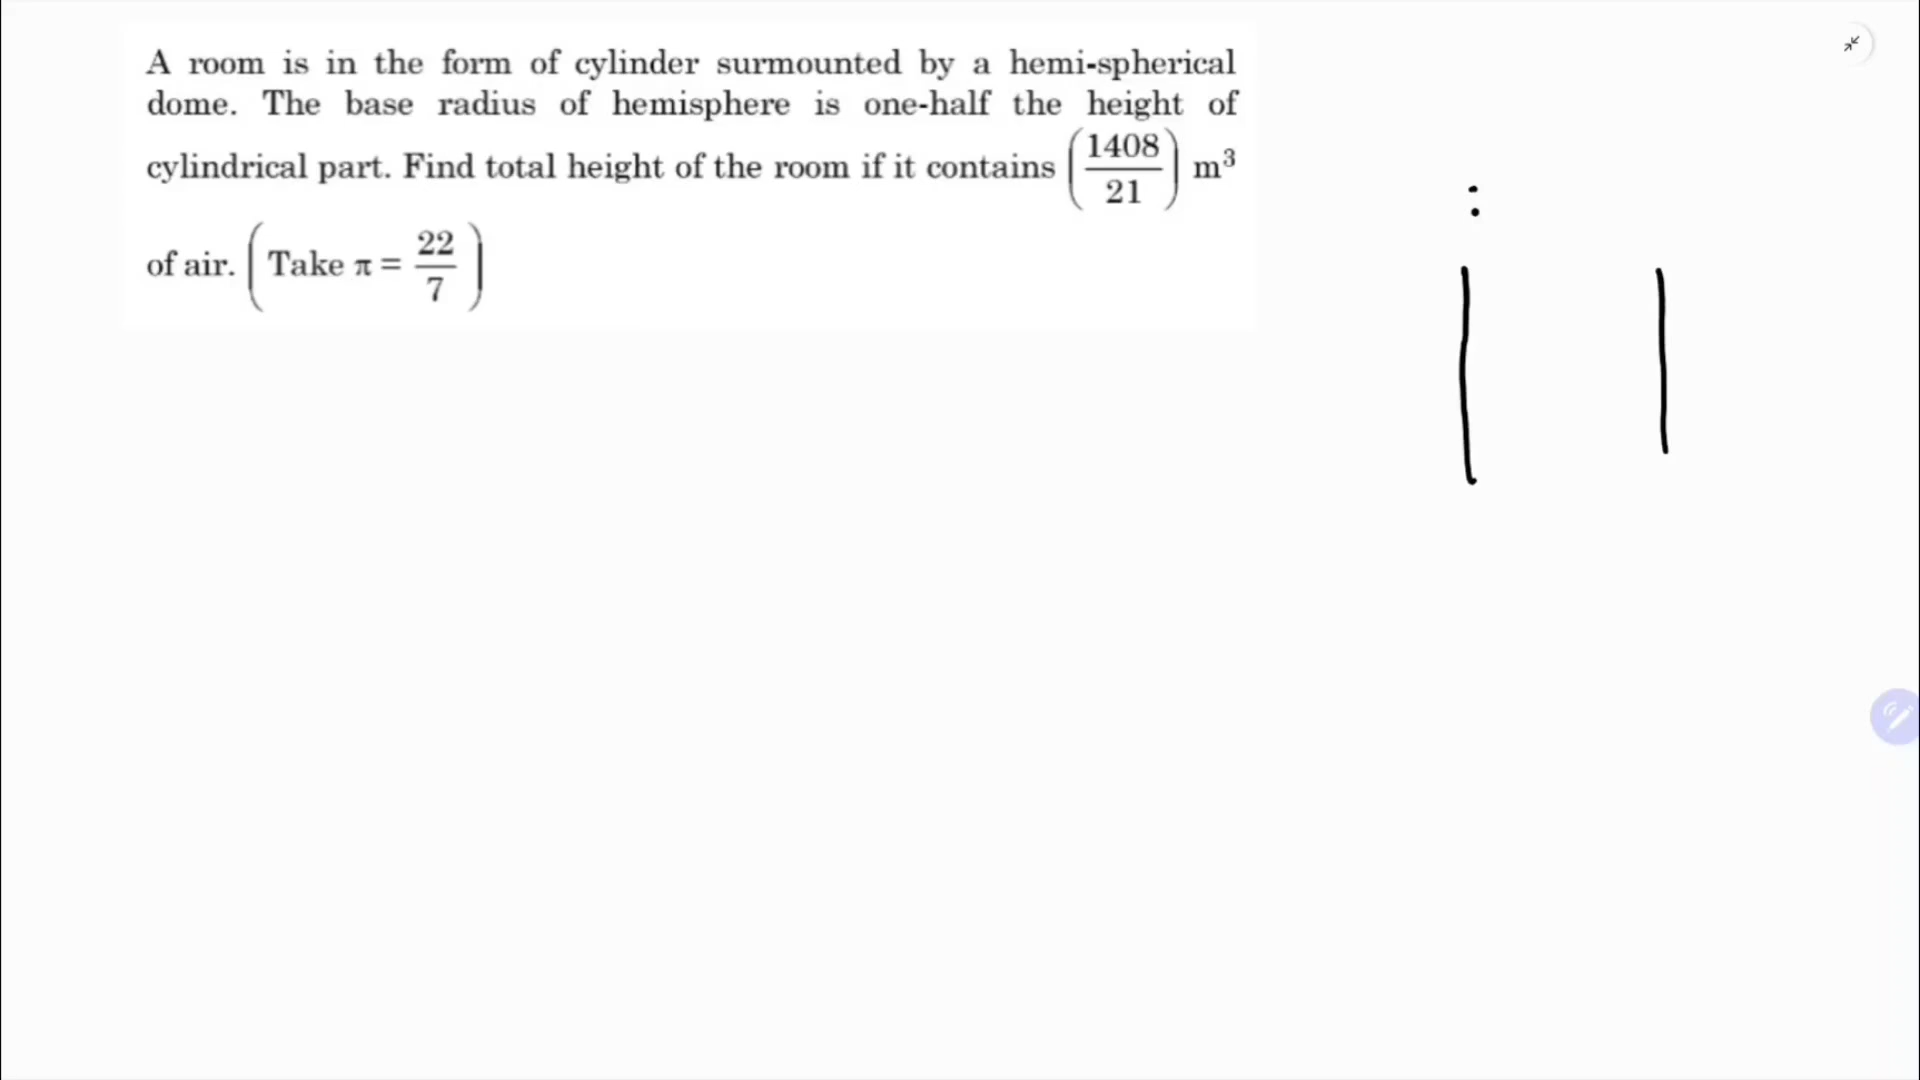 A room is in the form of cylinder surmounted by a hemi-spherical
dome. The base radius of hemisphere is one-half the height of
cylindrical part. Find total height of the room if it contains (1408/21) m³
of air. (Take π = 22/7)